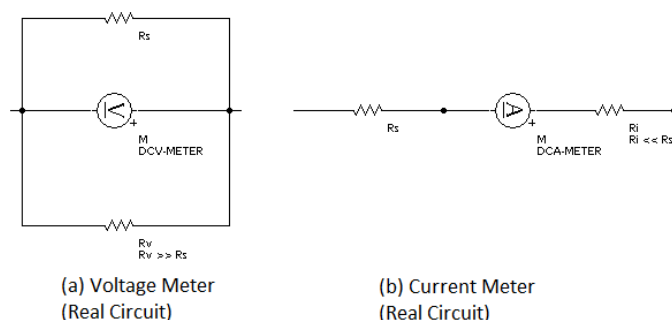 Rs
V
+
M
DCV-METER
Rv
Rv >> Rs
(a) Voltage Meter
(Real Circuit)
Rs
A
+
M
DCA-METER
Ri
Ri << Rs
(b) Current Meter
(Real Circuit)